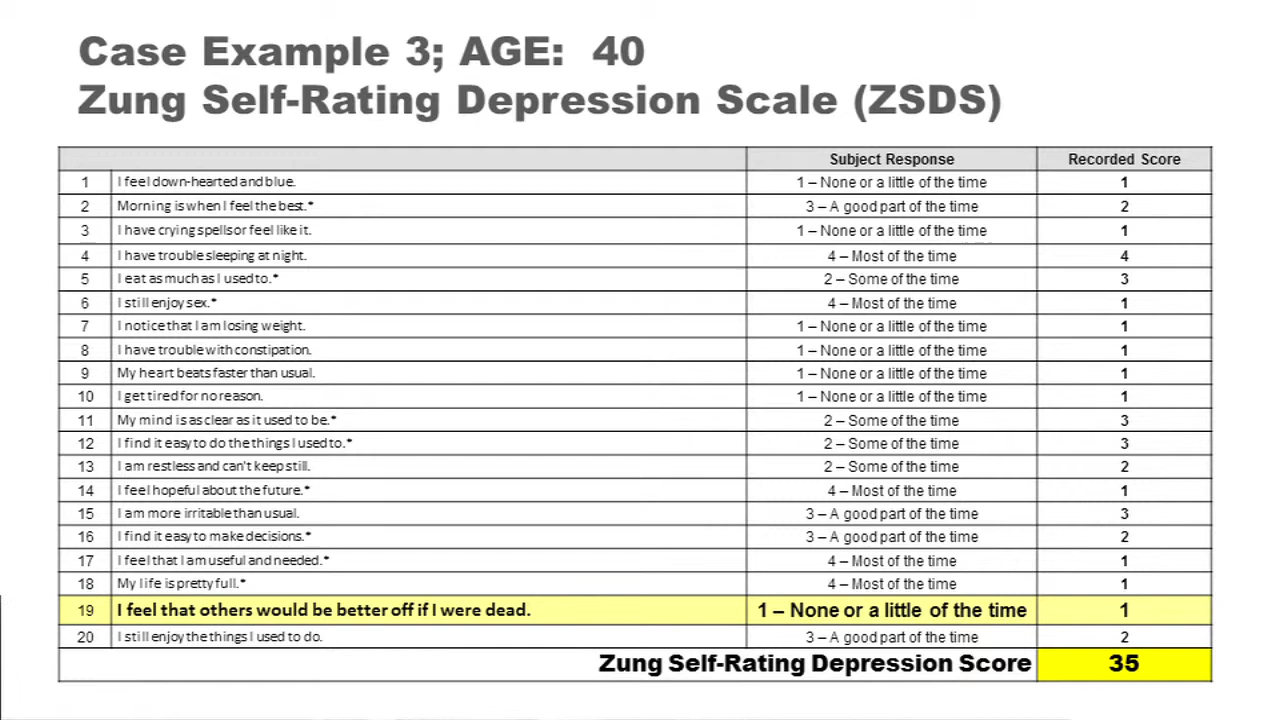 Case Example 3; AGE: 40
Zung Self-Rating Depression Scale (ZSDS)
Subject Response Recorded Score
1 I feel down-hearted and blue. 1 – None or a little of the time 1
2 Morning is when I feel the best.* 3 – A good part of the time 2
3 I have crying spells or feel like it. 1 – None or a little of the time 1
4 I have trouble sleeping at night. 4 – Most of the time 4
5 I eat as much as I used to.* 2 – Some of the time 3
6 I still enjoy sex.* 4 – Most of the time 1
7 I notice that I am losing weight. 1 – None or a little of the time 1
8 I have trouble with constipation. 1 – None or a little of the time 1
9 My heart beats faster than usual. 1 – None or a little of the time 1
10 I get tired for no reason. 1 – None or a little of the time 1
11 My mind is as clear as it used to be.* 2 – Some of the time 3
12 I find it easy to do the things I used to.* 2 – Some of the time 3
13 I am restless and can't keep still. 2 – Some of the time 2
14 I feel hopeful about the future.* 4 – Most of the time 1
15 I am more irritable than usual. 3 – A good part of the time 3
16 I find it easy to make decisions.* 3 – A good part of the time 2
17 I feel that I am useful and needed.* 4 – Most of the time 1
18 My life is pretty full.* 4 – Most of the time 1
19 I feel that others would be better off if I were dead. 1 – None or a little of the time 1
20 I still enjoy the things I used to do. 3 – A good part of the time 2
Zung Self-Rating Depression Score 35